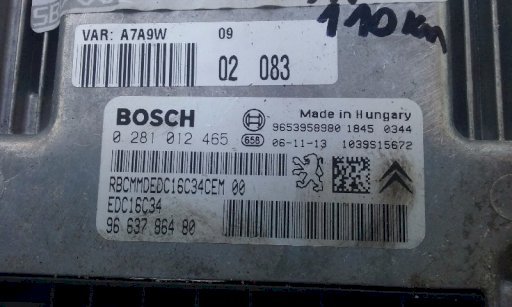 110 km
VAR: A7A9W 09
02 083
BOSCH
Made in Hungary
9653958980 1845 0344
0 281 012 465
658 06-11-13 1039S15672
RBCMMDEDC16C34CEM 00
EDC16C34
96 637 864 80